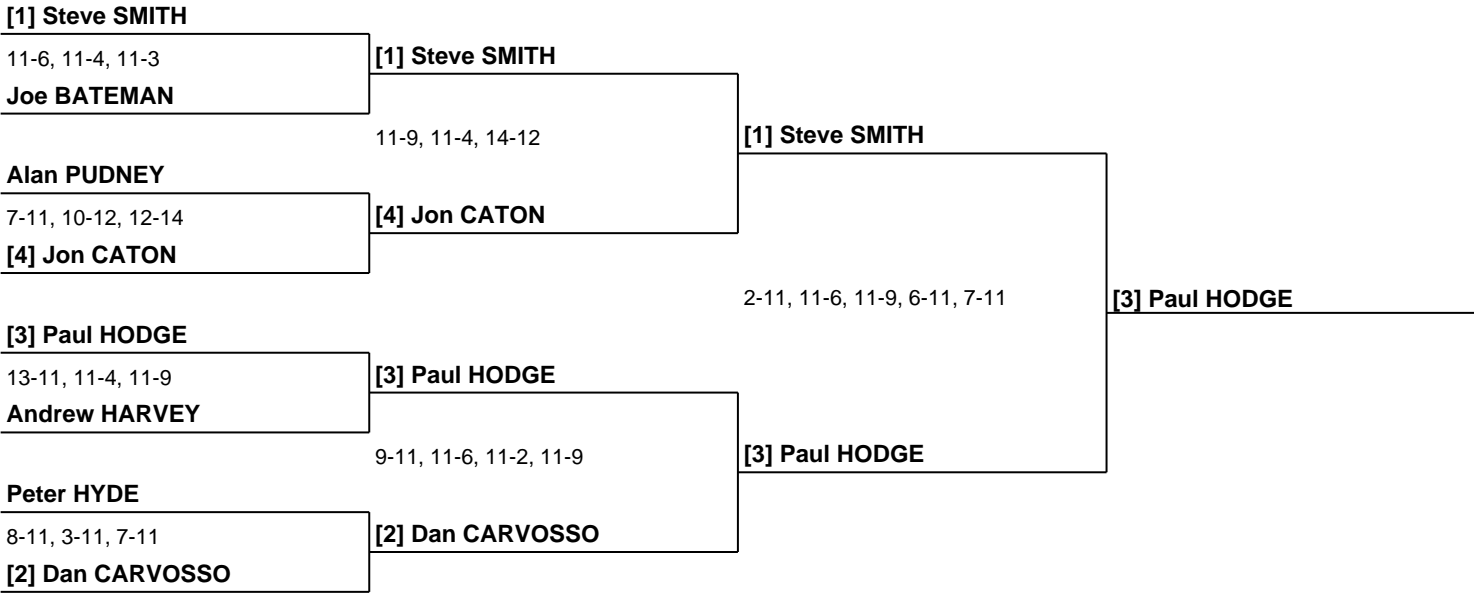 [1] Steve SMITH
11-6, 11-4, 11-3
[1] Steve SMITH
Joe BATEMAN
11-9, 11-4, 14-12
[1] Steve SMITH
Alan PUDNEY
7-11, 10-12, 12-14
[4] Jon CATON
[4] Jon CATON
2-11, 11-6, 11-9, 6-11, 7-11
[3] Paul HODGE
[3] Paul HODGE
13-11, 11-4, 11-9
[3] Paul HODGE
Andrew HARVEY
9-11, 11-6, 11-2, 11-9
[3] Paul HODGE
Peter HYDE
8-11, 3-11, 7-11
[2] Dan CARVOSSO
[2] Dan CARVOSSO